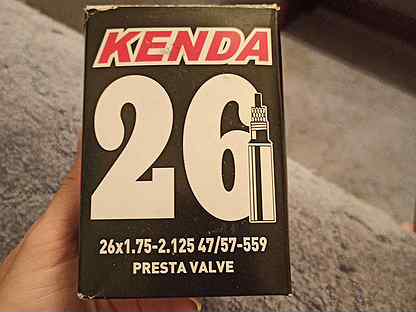 KENDA
26
26x1.75-2.125 47/57-559
PRESTA VALVE